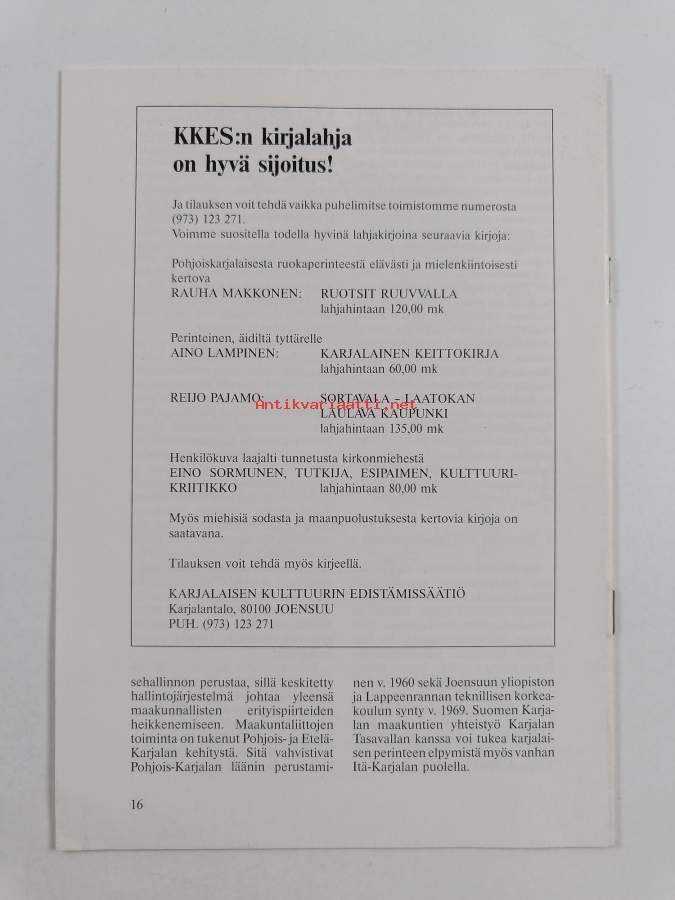 KKES:n kirjalahja
on hyvä sijoitus!
Ja tilauksen voit tehdä vaikka puhelimitse toimistomme numerosta
(973) 123 271.
Voimme suositella todella hyvinä lahjakirjoina seuraavia kirjoja:
Pohjoiskarjalaisesta ruokaperinteestä elävästi ja mielenkiintoisesti
kertova
RAUHA MAKKONEN: RUOTSIT RUUVVALLA
lahjahintaan 120,00 mk
Perinteinen, äidiltä tyttärelle
AINO LAMPINEN: KARJALAINEN KEITTOKIRJA
lahjahintaan 60,00 mk
REIJO PAJAMO: SORTAVALA – LAATOKAN
Antikvariaatti.net
LAULAVA KAUPUNKI
lahjahintaan 135,00 mk
Henkilökuva laajalti tunnetusta kirkonmiehestä
EINO SORMUNEN, TUTKIJA, ESIPAIMEN, KULTTUURI-
KRIITIKKO lahjahintaan 80,00 mk
Myös miehisiä sodasta ja maanpuolustuksesta kertovia kirjoja on
saatavana.
Tilauksen voit tehdä myös kirjeellä.
KARJALAISEN KULTTUURIN EDISTÄMISSÄÄTIÖ
Karjalantalo, 80100 JOENSUU
PUH. (973) 123 271
sehallinnon perustaa, sillä keskitetty
hallintojärjestelmä johtaa yleensä
maakunnallisten erityispiirteiden
heikkenemiseen. Maakuntaliittojen
toiminta on tukenut Pohjois- ja Etelä-
Karjalan kehitystä. Sitä vahvistivat
Pohjois-Karjalan läänin perustami-
nen v. 1960 sekä Joensuun yliopiston
ja Lappeenrannan teknillisen korkea-
koulun synty v. 1969. Suomen Karja-
lan maakuntien yhteistyö Karjalan
Tasavallan kanssa voi tukea karjalai-
sen perinteen elpymistä myös vanhan
Itä-Karjalan puolella.
16